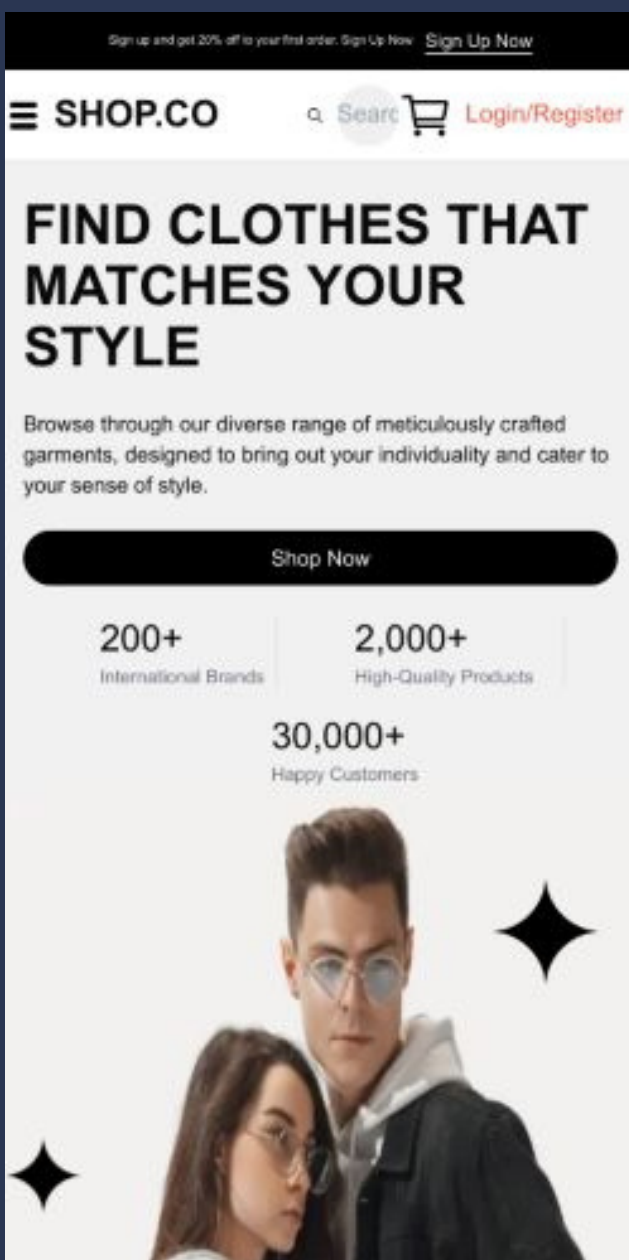 Sign up and get 20% off to your first order. Sign Up Now Sign Up Now
SHOP.CO Searc Login/Register
FIND CLOTHES THAT
MATCHES YOUR
STYLE
Browse through our diverse range of meticulously crafted
garments, designed to bring out your individuality and cater to
your sense of style.
Shop Now
200+ 2,000+
International Brands High-Quality Products
30,000+
Happy Customers